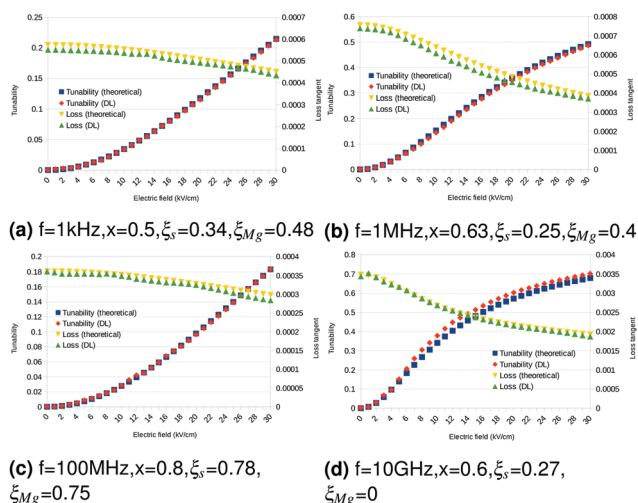 0.25
0.2
0.15
0.1
0.05
0
0.0007
0.0006
0.0005
0.0004
0.0003
0.0002
0.0001
0
Tunability
Loss tangent
Tunability (theoretical)
Tunability (DL)
Loss (theoretical)
Loss (DL)
0 2 4 6 8 10 12 14 16 18 20 22 24 26 28 30
Electric field (kV/cm)
(a) f=1kHz,x=0.5,ξs=0.34,ξMg=0.48
0.6
0.5
0.4
0.3
0.2
0.1
0
0.0008
0.0007
0.0006
0.0005
0.0004
0.0003
0.0002
0.0001
0
Tunability
Loss tangent
Tunability (theoretical)
Tunability (DL)
Loss (theoretical)
Loss (DL)
0 2 4 6 8 10 12 14 16 18 20 22 24 26 28 30
Electric field (kV/cm)
(b) f=1MHz,x=0.63,ξs=0.25,ξMg=0.4
0.2
0.18
0.16
0.14
0.12
0.1
0.08
0.06
0.04
0.02
0
0.0004
0.00035
0.0003
0.00025
0.0002
0.00015
0.0001
0.00005
0
Tunability
Loss tangent
Tunability (theoretical)
Tunability (DL)
Loss (theoretical)
Loss (DL)
0 2 4 6 8 10 12 14 16 18 20 22 24 26 28 30
Electric field (kV/cm)
(c) f=100MHz,x=0.8,ξs=0.78,
ξMg=0.75
0.8
0.7
0.6
0.5
0.4
0.3
0.2
0.1
0
0.004
0.0035
0.003
0.0025
0.002
0.0015
0.001
0.0005
0
Tunability
Loss tangent
Tunability (theoretical)
Tunability (DL)
Loss (theoretical)
Loss (DL)
0 2 4 6 8 10 12 14 16 18 20 22 24 26 28 30
Electric field (kV/cm)
(d) f=10GHz,x=0.6,ξs=0.27,
ξMg=0